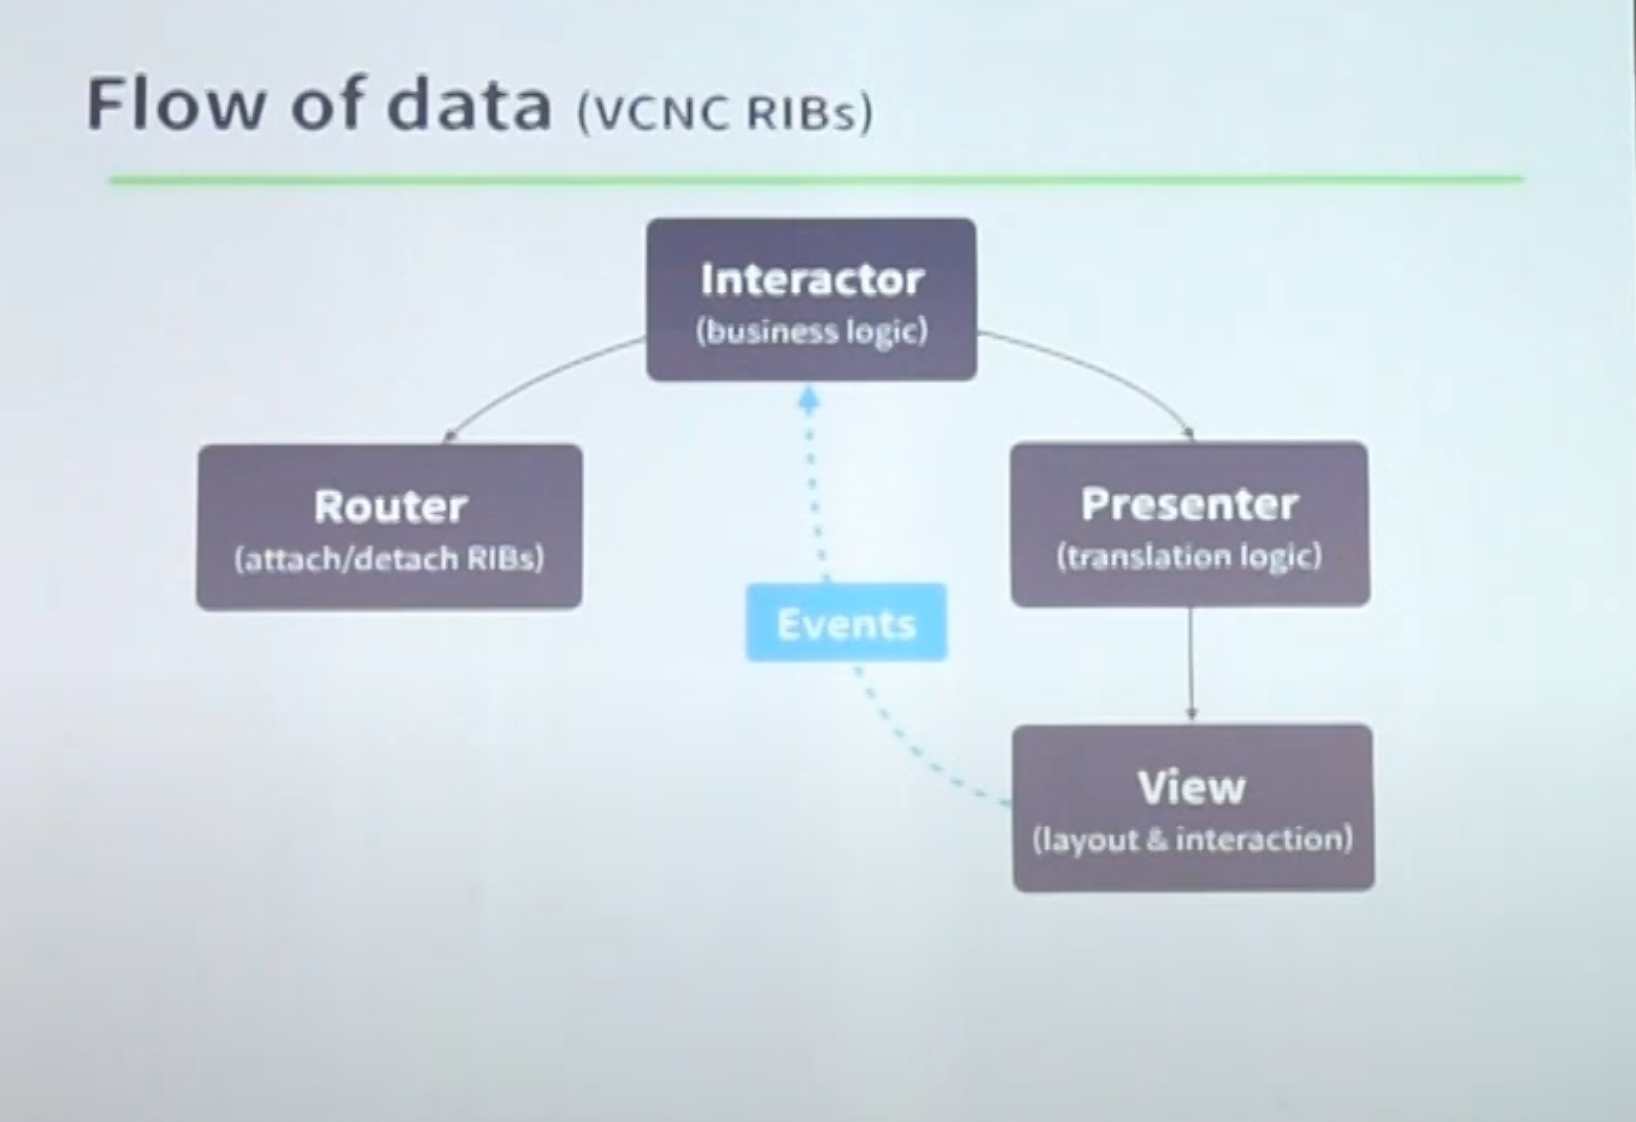 Flow of data (VCNC RIBs)
Interactor
(business logic)
Router
(attach/detach RIBs)
Presenter
(translation logic)
Events
View
(layout & interaction)